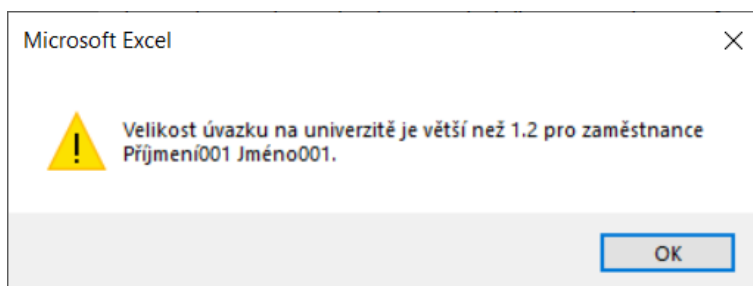 Microsoft Excel
Velikost úvazku na univerzitě je větší než 1.2 pro zaměstnance
Příjmení001 Jméno001.
OK